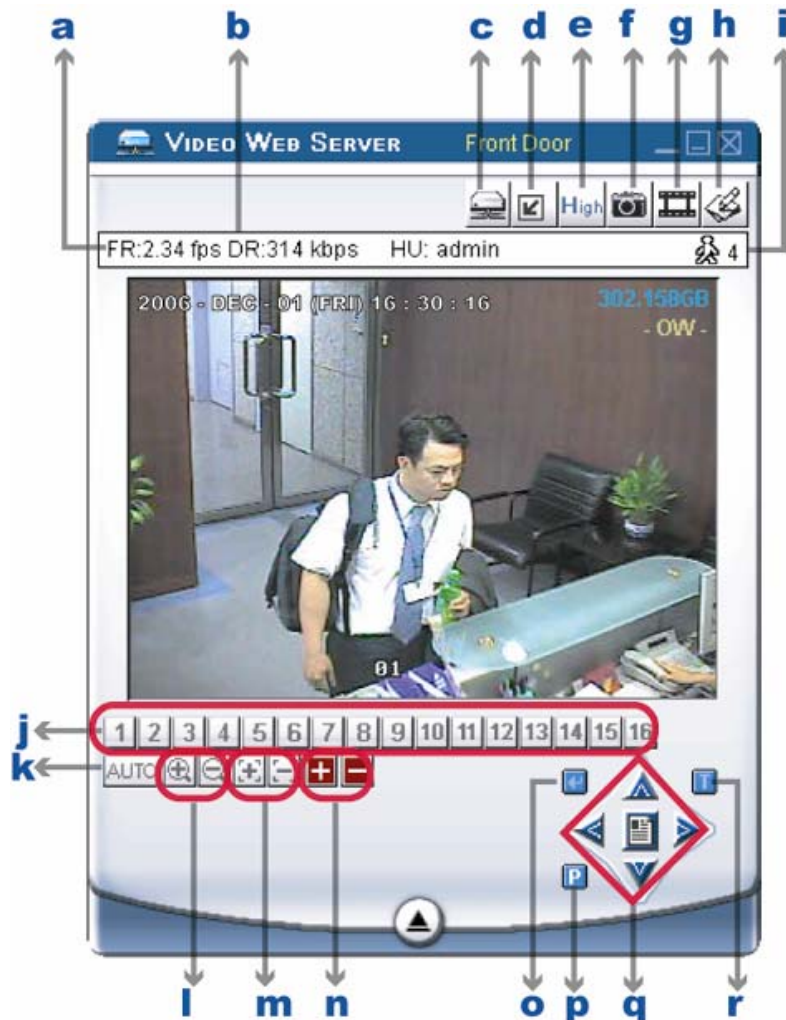 a b c d e f g h i
VIDEO WEB SERVER Front Door
High
FR:2.34 fps DR:314 kbps HU: admin 4
2006 - DEC - 01 (FRI) 16 : 30 : 16 302.158GB
- OW -
01
j 1 2 3 4 5 6 7 8 9 10 11 12 13 14 15 16
k AUTO
T
P
l m n o p q r